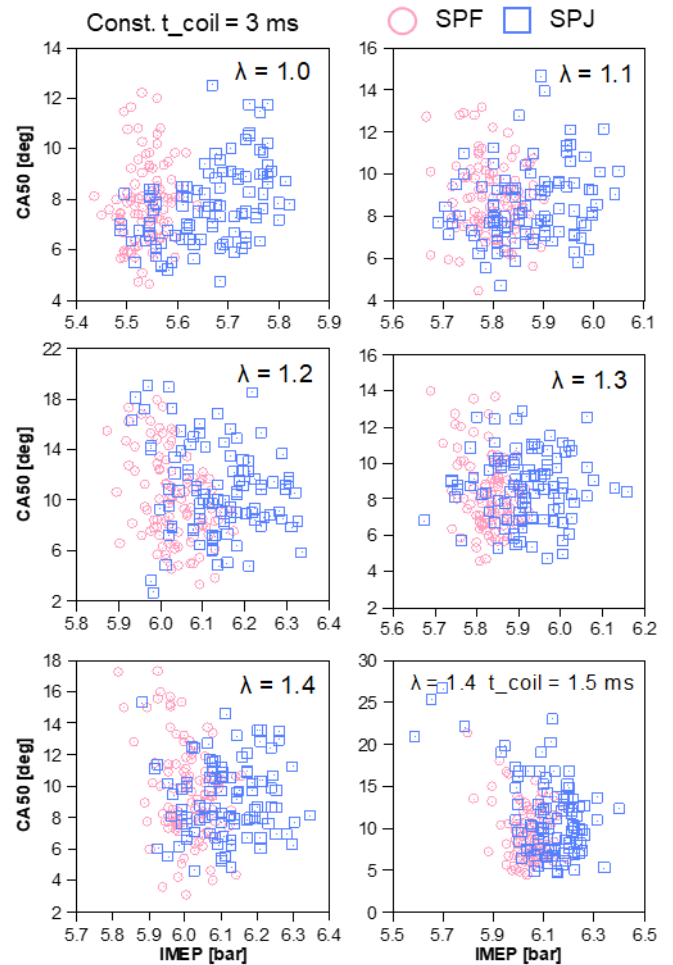 Const. t_coil = 3 ms SPF SPJ
14
12
10
8
6
4
CA50 [deg]
λ = 1.0
5.4 5.5 5.6 5.7 5.8 5.9
16
14
12
10
8
6
4
λ = 1.1
5.6 5.7 5.8 5.9 6.0 6.1
22
18
14
10
6
2
CA50 [deg]
λ = 1.2
5.8 5.9 6.0 6.1 6.2 6.3 6.4
16
14
12
10
8
6
4
2
λ = 1.3
5.6 5.7 5.8 5.9 6.0 6.1 6.2
18
16
14
12
10
8
6
4
2
CA50 [deg]
λ = 1.4
5.7 5.8 5.9 6.0 6.1 6.2 6.3 6.4
IMEP [bar]
30
25
20
15
10
5
0
λ = 1.4 t_coil = 1.5 ms
5.5 5.7 5.9 6.1 6.3 6.5
IMEP [bar]